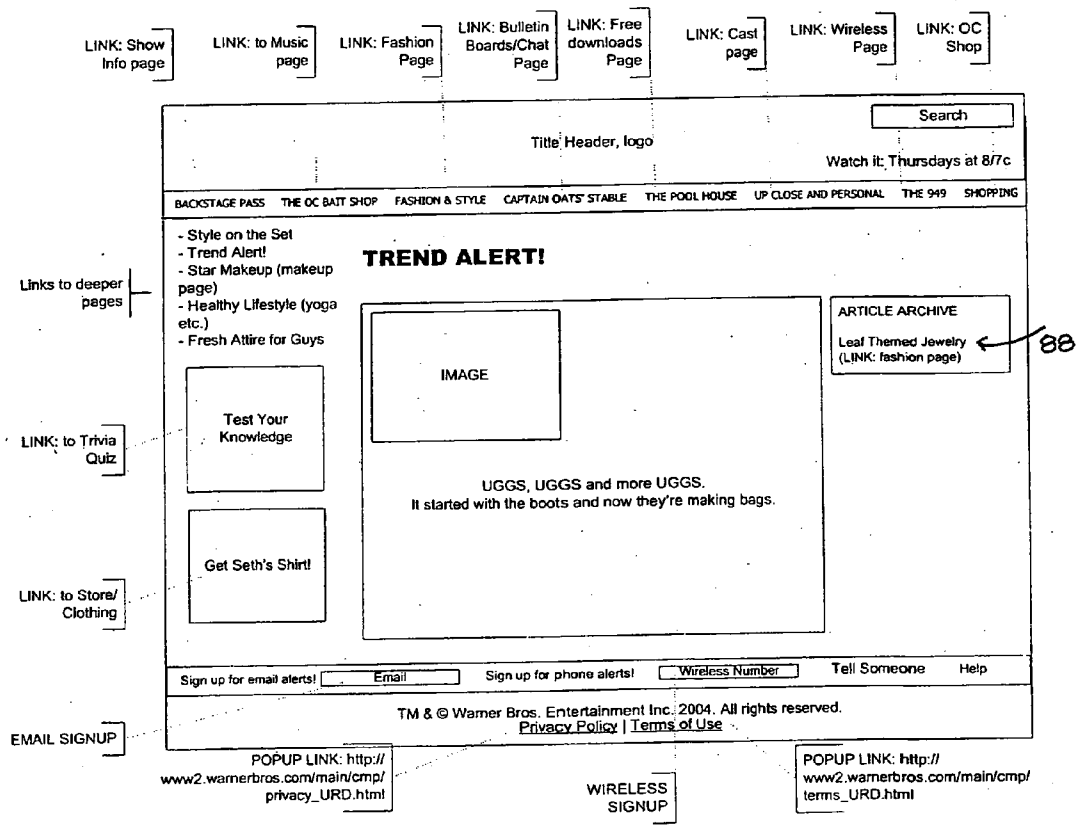 LINK: Show
Info page
LINK: to Music
page
LINK: Fashion
Page
LINK: Bulletin
Boards/Chat
Page
LINK: Free
downloads
Page
LINK: Cast
page
LINK: Wireless
Page
LINK: OC
Shop
Search
Title Header, logo
Watch it: Thursdays at 8/7c
BACKSTAGE PASS THE OC BAIT SHOP FASHION & STYLE CAPTAIN OATS' STABLE THE POOL HOUSE UP CLOSE AND PERSONAL THE 949 SHOPPING
- Style on the Set
- Trend Alert!
- Star Makeup (makeup
page)
- Healthy Lifestyle (yoga
etc.)
- Fresh Attire for Guys
Links to deeper
pages
TREND ALERT!
IMAGE
UGGS, UGGS and more UGGS.
It started with the boots and now they're making bags.
ARTICLE ARCHIVE
Leaf Themed Jewelry
(LINK: fashion page)
88
Test Your
Knowledge
LINK: to Trivia
Quiz
Get Seth's Shirt!
LINK: to Store/
Clothing
Sign up for email alerts! Email Sign up for phone alerts! Wireless Number Tell Someone Help
TM & © Warner Bros. Entertainment Inc. 2004. All rights reserved.
Privacy Policy | Terms of Use
EMAIL SIGNUP
POPUP LINK: http://
www2.warnerbros.com/main/cmp/
privacy_URD.html
WIRELESS
SIGNUP
POPUP LINK: http://
www2.warnerbros.com/main/cmp/
terms_URD.html